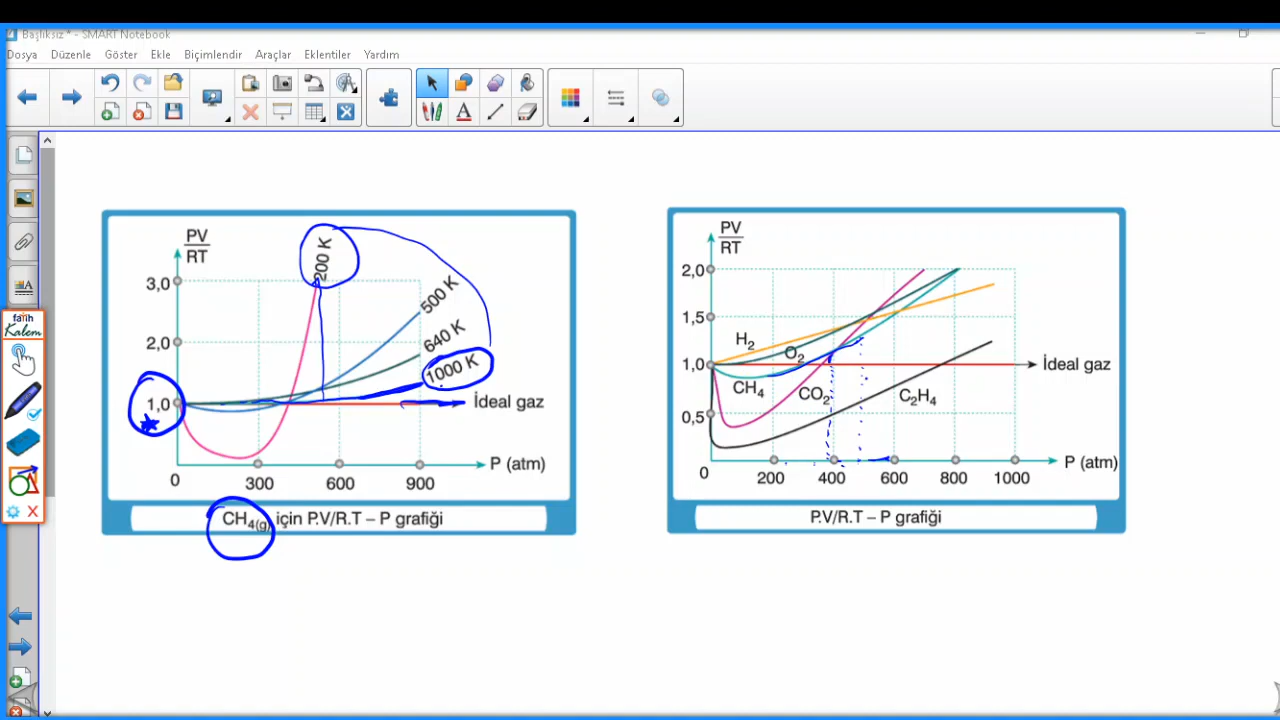 Başlıksız * - SMART Notebook
Dosya Düzenle Göster Ekle Biçimlendir Araçlar Eklentiler Yardım
fatih
Kalem
PV
RT
3,0
2,0
1,0
0 300 600 900
200 K
500 K
640 K
1000 K
İdeal gaz
P (atm)
CH4(g) için P.V/R.T – P grafiği
PV
RT
2,0
1,5
1,0
0,5
0 200 400 600 800 1000
H2
O2
CH4
CO2
C2H4
İdeal gaz
P (atm)
P.V/R.T – P grafiği